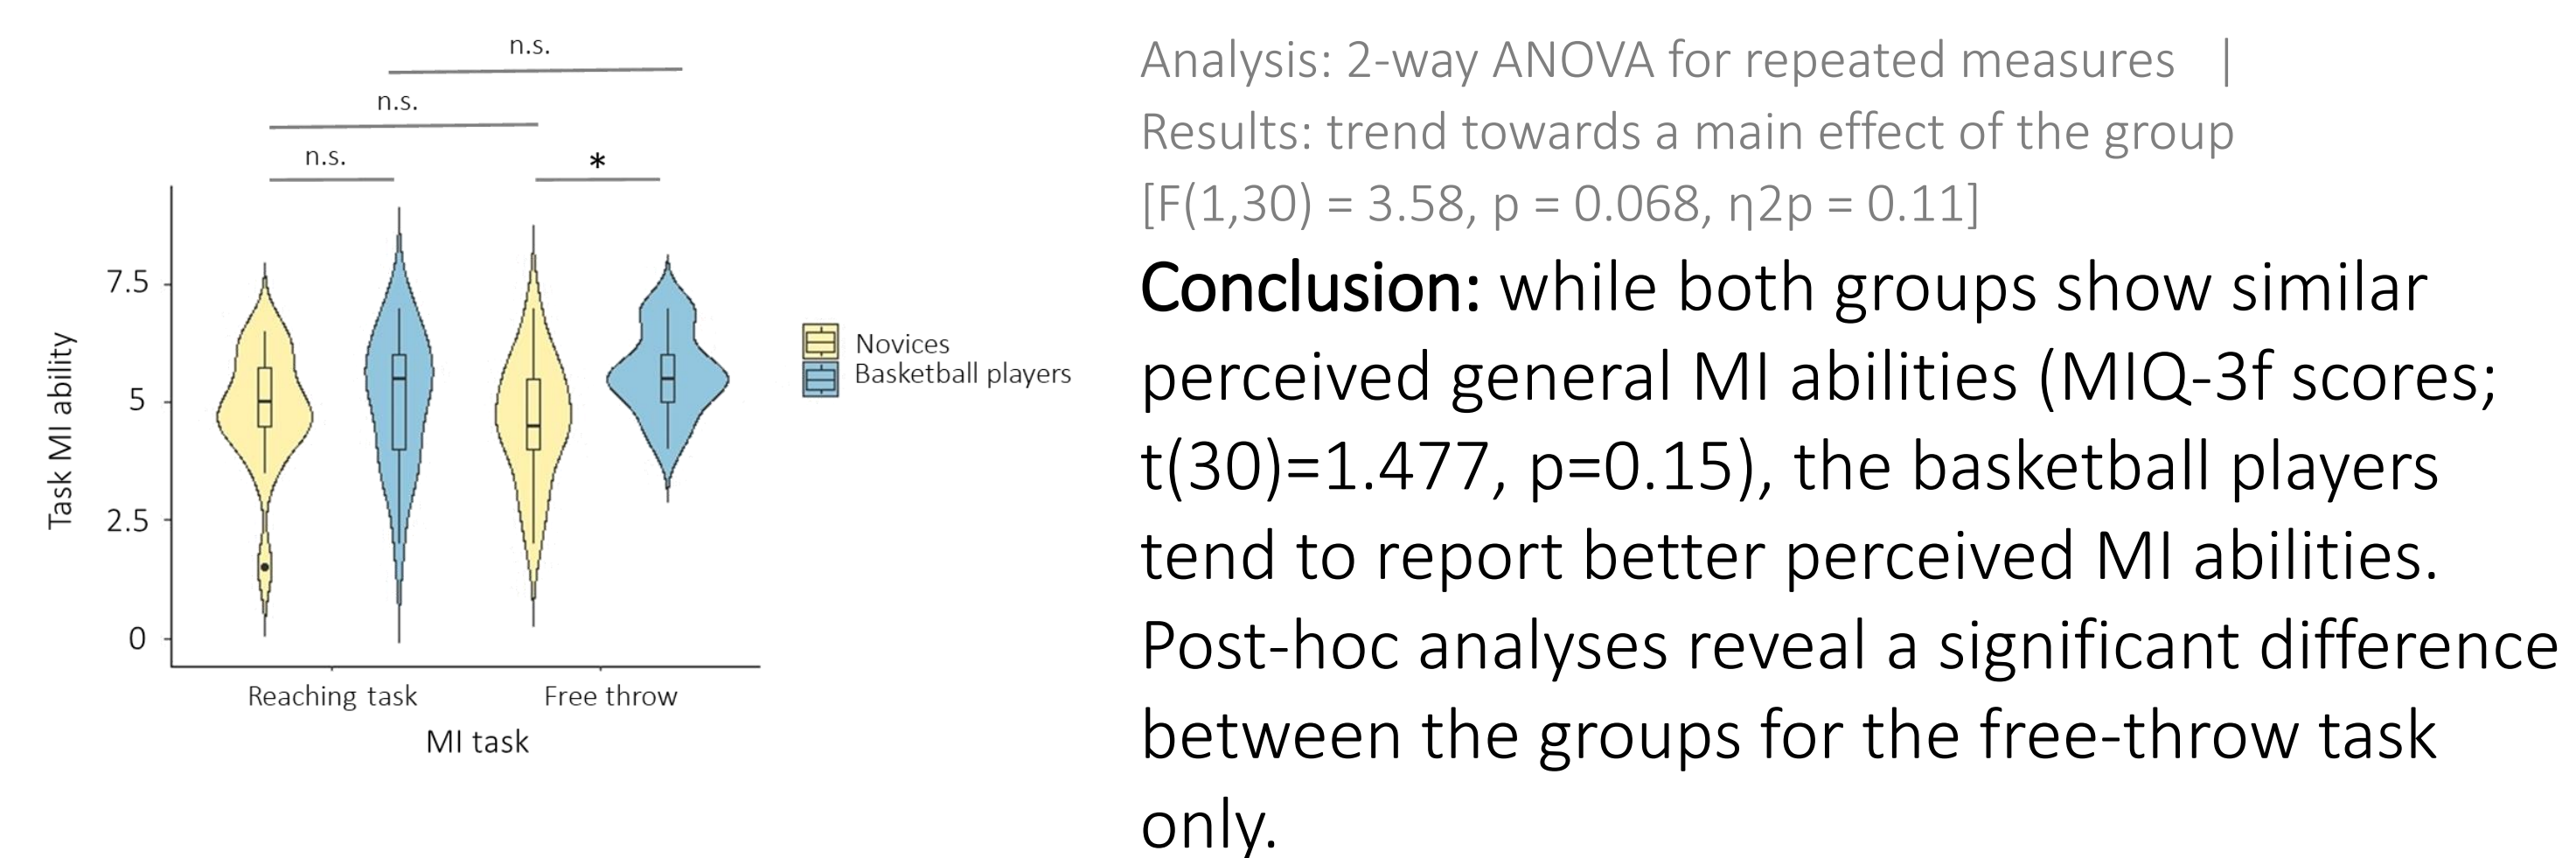 n.s.
n.s.
n.s.
*
7.5
5
2.5
0
Task MI ability
Reaching task
Free throw
MI task
Novices
Basketball players
Analysis: 2-way ANOVA for repeated measures |
Results: trend towards a main effect of the group
[F(1,30) = 3.58, p = 0.068, η2p = 0.11]
Conclusion: while both groups show similar
perceived general MI abilities (MIQ-3f scores;
t(30)=1.477, p=0.15), the basketball players
tend to report better perceived MI abilities.
Post-hoc analyses reveal a significant difference
between the groups for the free-throw task
only.